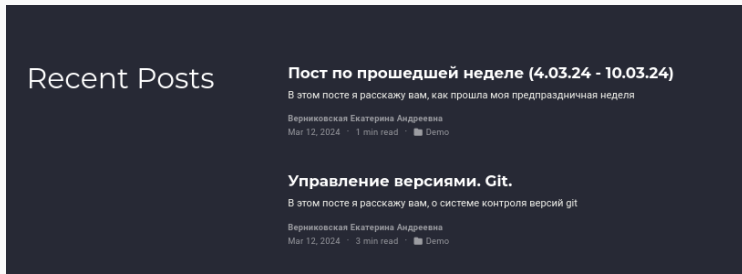 Recent Posts
Пост по прошедшей неделе (4.03.24 - 10.03.24)
В этом посте я расскажу вам, как прошла моя предпраздничная неделя
Верниковская Екатерина Андреевна
Mar 12, 2024 · 1 min read · Demo
Управление версиями. Git.
В этом посте я расскажу вам, о системе контроля версий git
Верниковская Екатерина Андреевна
Mar 12, 2024 · 3 min read · Demo